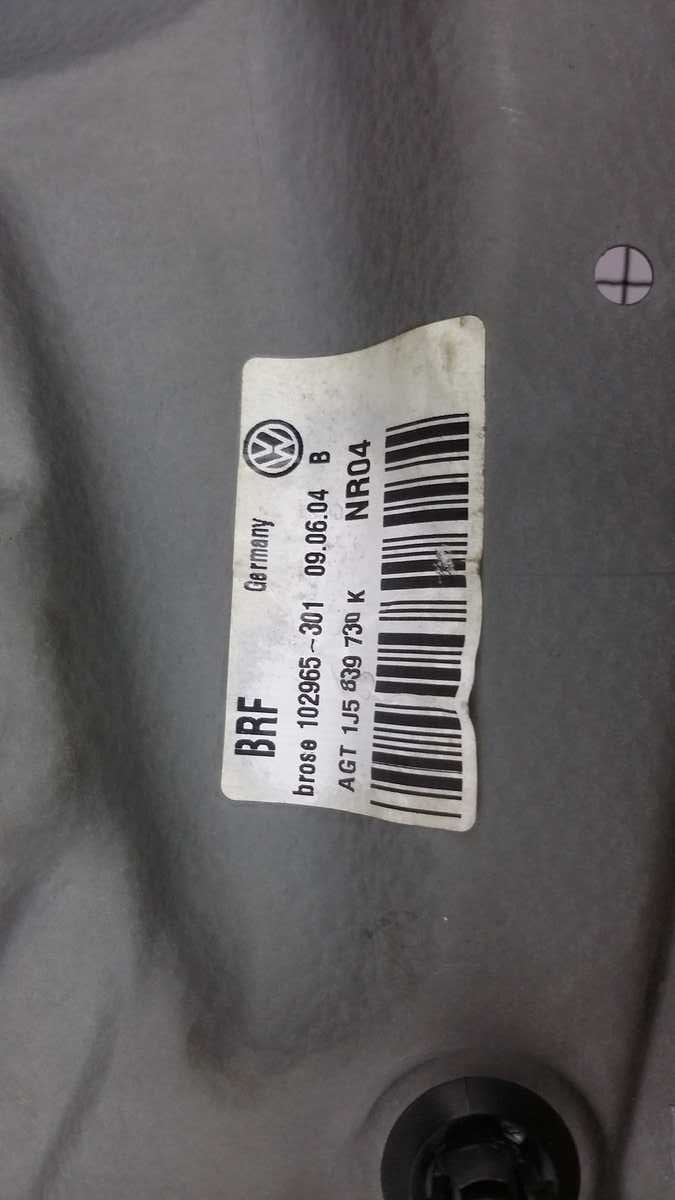 BRF Germany
brose 102965~301 09.06.04 B
AGT 1J5 839 730 K NR04